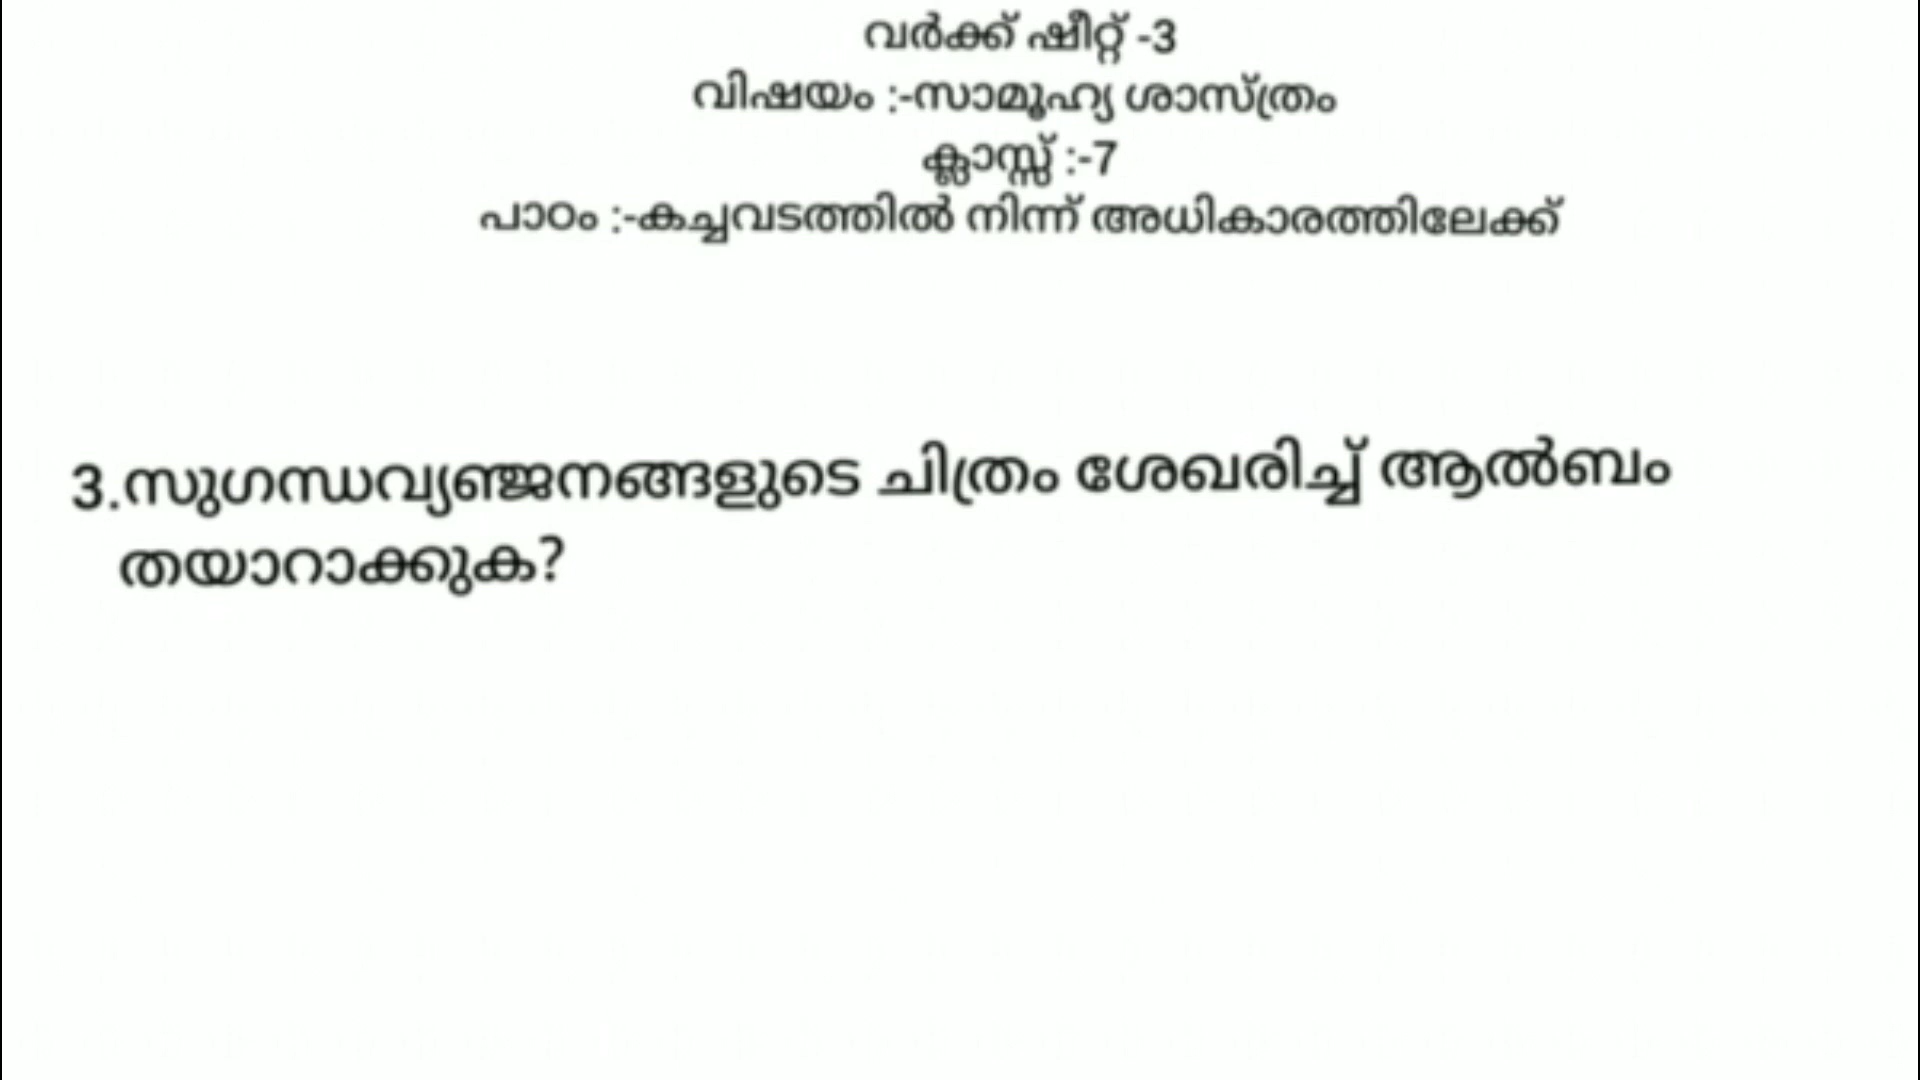 വർക്ക് ഷീറ്റ് -3
വിഷയം :-സാമൂഹ്യ ശാസ്ത്രം
ക്ലാസ്സ് :-7
പാഠം :-കച്ചവടത്തിൽ നിന്ന് അധികാരത്തിലേക്ക്
3.സുഗന്ധവ്യഞ്ജനങ്ങളുടെ ചിത്രം ശേഖരിച്ച് ആൽബം
തയാറാക്കുക?